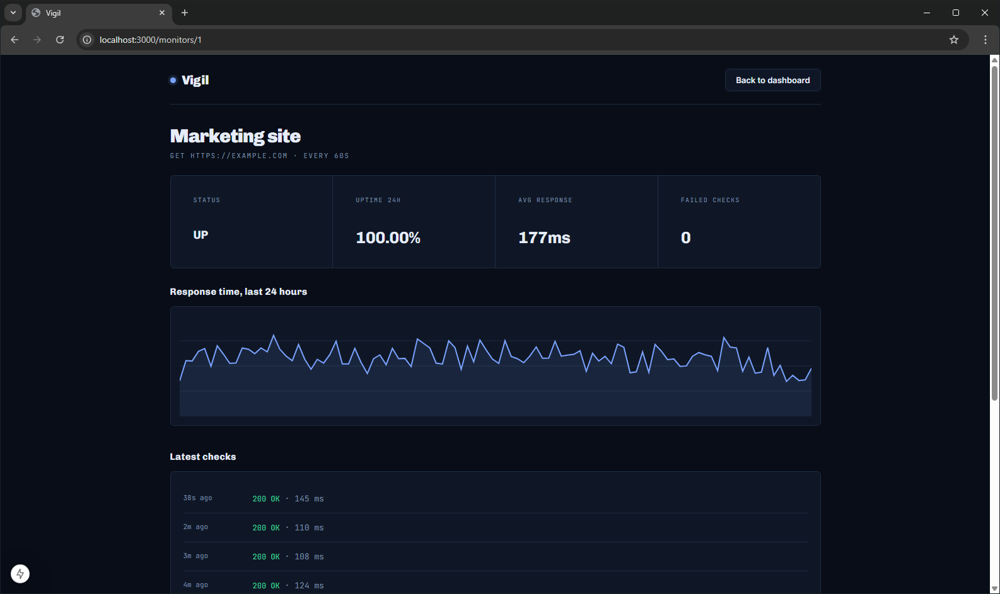 Vigil
localhost:3000/monitors/1
Vigil
Back to dashboard
Marketing site
GET HTTPS://EXAMPLE.COM · EVERY 60S
STATUS
UP
UPTIME 24H
100.00%
AVG RESPONSE
177ms
FAILED CHECKS
0
Response time, last 24 hours
Latest checks
38s ago 200 OK · 145 ms
2m ago 200 OK · 110 ms
3m ago 200 OK · 108 ms
4m ago 200 OK · 124 ms